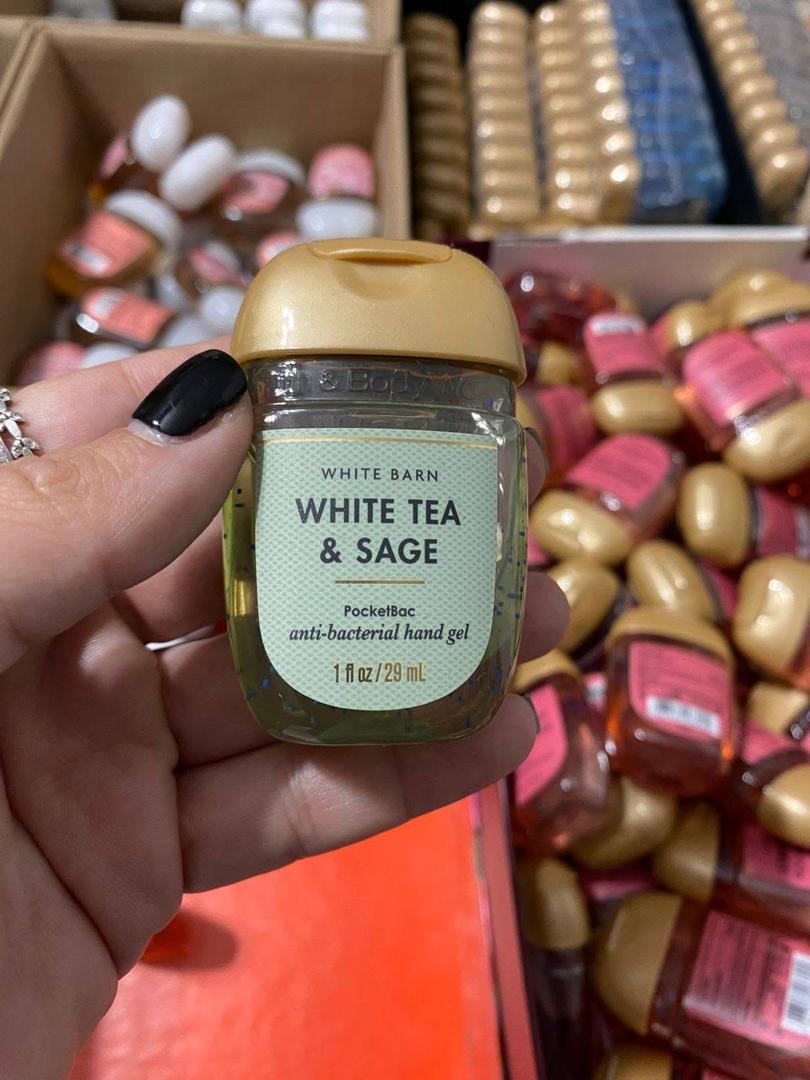 WHITE BARN
WHITE TEA
& SAGE
PocketBac
anti-bacterial hand gel
1 fl oz / 29 mL